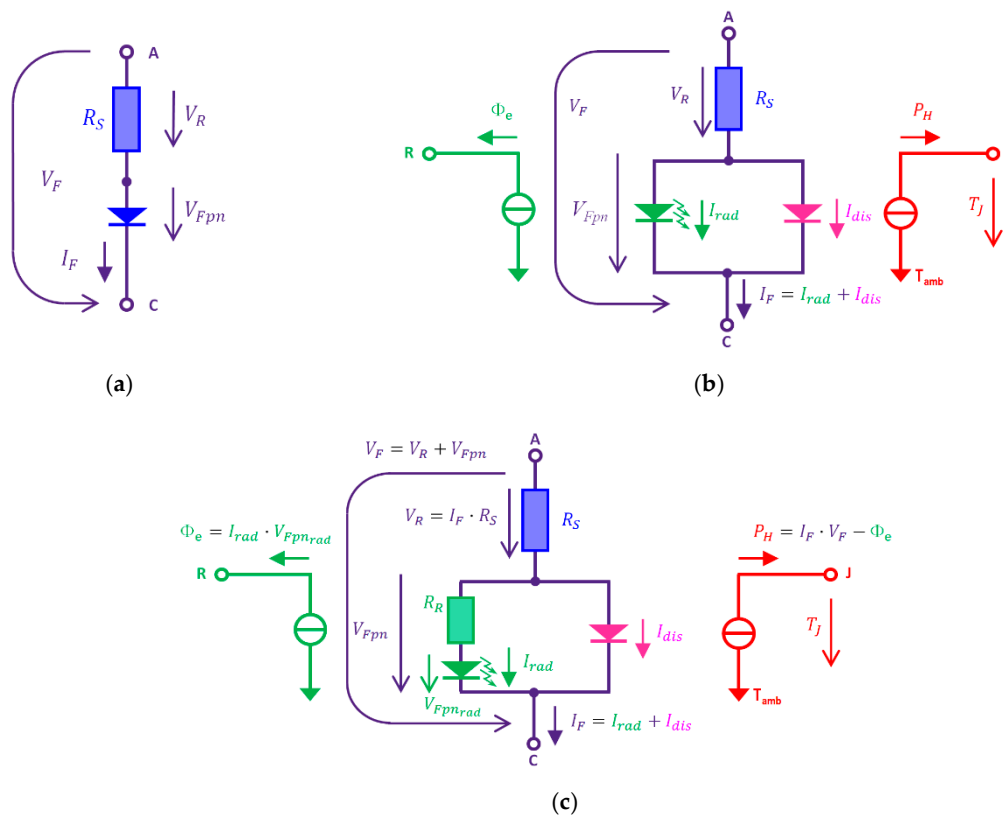 A
R_S
V_R
V_F
V_Fpn
I_F
C
(a)
A
V_F
V_R
R_S
Φ_e
R
V_Fpn
I_rad
I_dis
P_H
T_J
T_amb
I_F = I_rad + I_dis
C
(b)
V_F = V_R + V_Fpn
A
V_R = I_F · R_S
R_S
Φ_e = I_rad · V_Fpn_rad
R
P_H = I_F · V_F − Φ_e
J
R_R
V_Fpn
I_rad
I_dis
T_J
V_Fpn_rad
T_amb
I_F = I_rad + I_dis
C
(c)